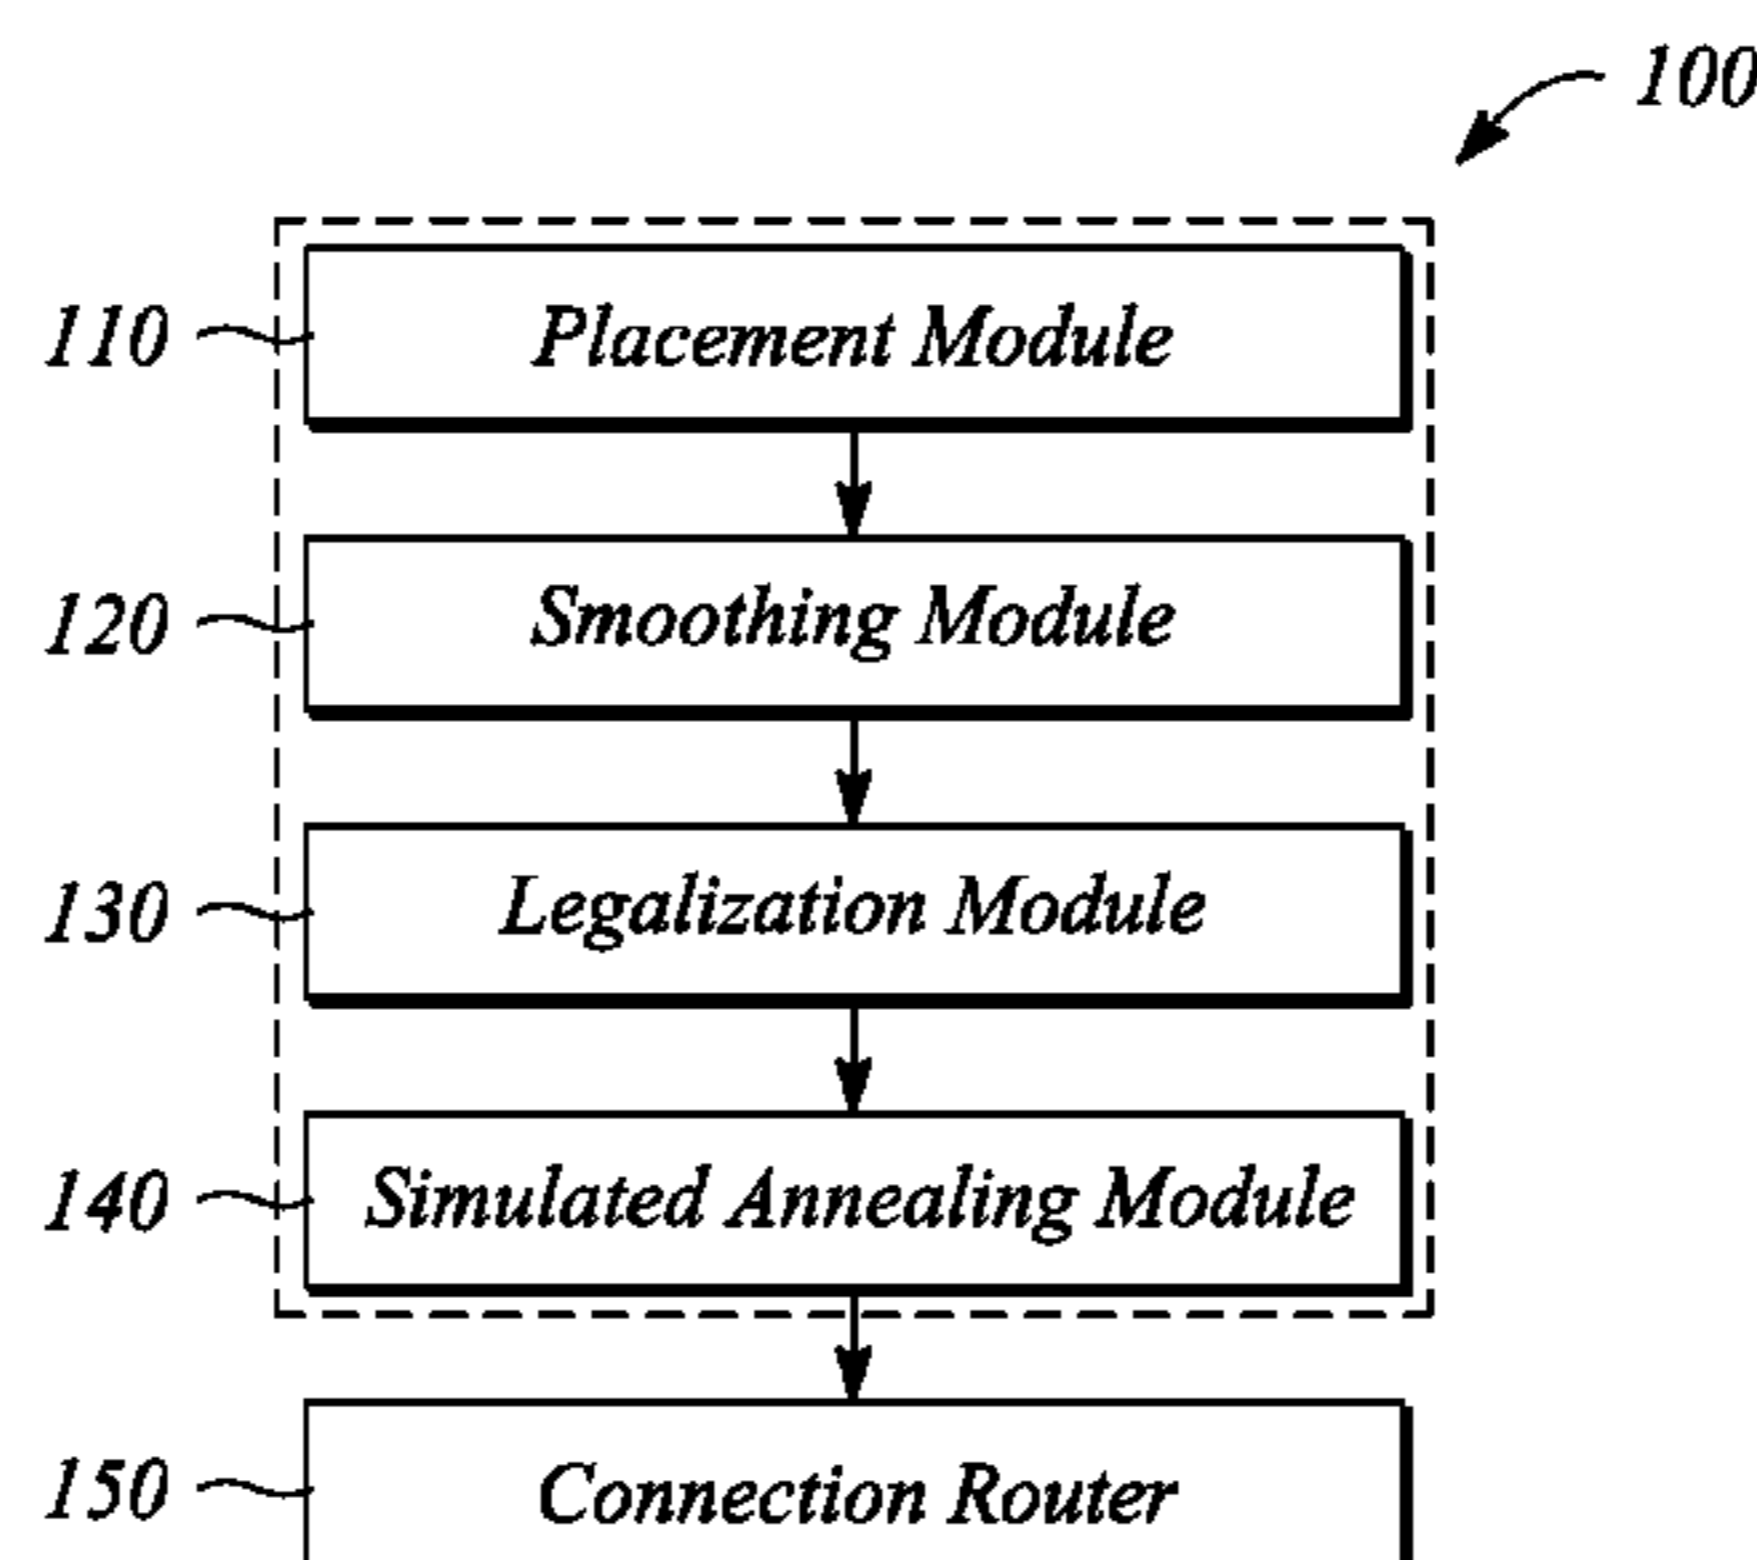 100
110 Placement Module
120 Smoothing Module
130 Legalization Module
140 Simulated Annealing Module
150 Connection Router